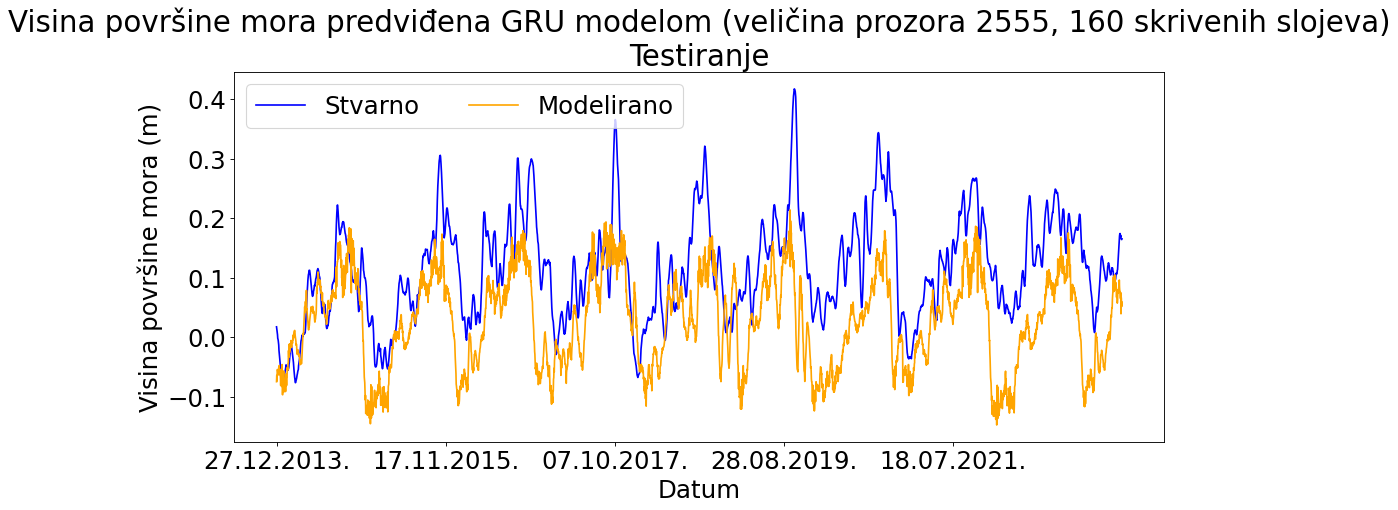 Visina površine mora predviđena GRU modelom (veličina prozora 2555, 160 skrivenih slojeva)
Testiranje
Stvarno Modelirano
Visina površine mora (m)
0.4
0.3
0.2
0.1
0.0
−0.1
27.12.2013. 17.11.2015. 07.10.2017. 28.08.2019. 18.07.2021.
Datum